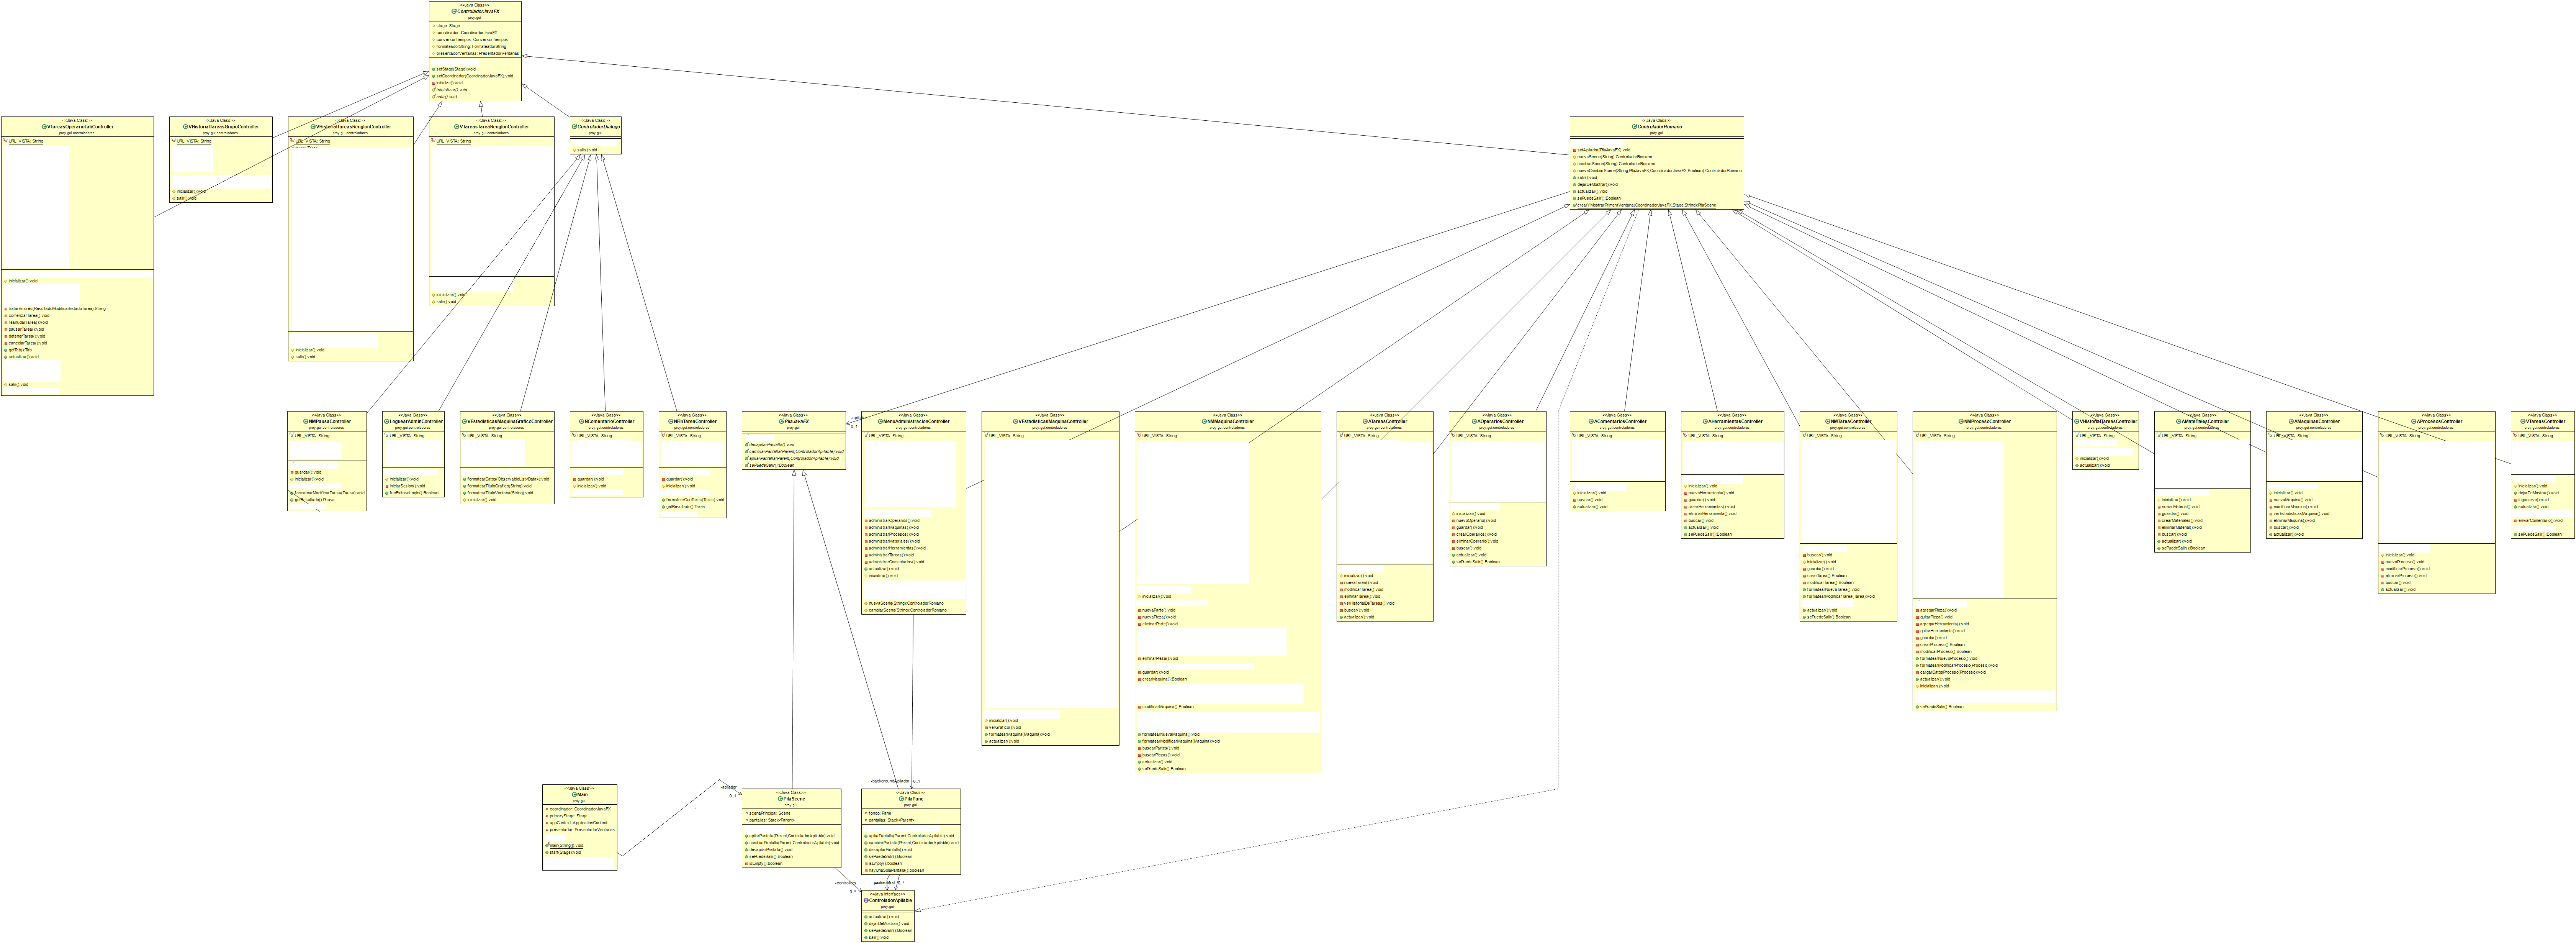 <<Java Class>>
ControladorJavaFX
proy.gui
stage: Stage
coordinador: CoordinadorJavaFX
conversorTiempos: ConversorTiempos
formateadorString: FormateadorString
presentadorVentanas: PresentadorVentanas
setStage(Stage):void
setCoordinador(CoordinadorJavaFX):void
initialize():void
inicializar():void
salir():void
<<Java Class>>
VTareasOperarioTabController
proy.gui.controladores
URL_VISTA: String
inicializar():void
tratarErrores(ResultadoModificarEstadoTarea):String
comenzarTarea():void
reanudarTarea():void
pausarTarea():void
detenerTarea():void
cancelarTarea():void
getTab():Tab
actualizar():void
salir():void
<<Java Class>>
VHistorialTareasGrupoController
proy.gui.controladores
URL_VISTA: String
inicializar():void
salir():void
<<Java Class>>
VHistorialTareasRenglonController
proy.gui.controladores
URL_VISTA: String
inicializar():void
salir():void
<<Java Class>>
VTareasTareaRenglonController
proy.gui.controladores
URL_VISTA: String
inicializar():void
salir():void
<<Java Class>>
ControladorDialogo
proy.gui
salir():void
<<Java Class>>
ControladorRomano
proy.gui
setApilador(PilaJavaFX):void
nuevaScene(String):ControladorRomano
cambiarScene(String):ControladorRomano
nuevaCambiarScene(String,PilaJavaFX,CoordinadorJavaFX,Boolean):ControladorRomano
salir():void
dejarDeMostrar():void
actualizar():void
sePuedeSalir():Boolean
crearYMostrarPrimeraVentana(CoordinadorJavaFX,Stage,String):PilaScene
<<Java Class>>
NMPausaController
proy.gui.controladores
URL_VISTA: String
guardar():void
inicializar():void
formatearModificarPausa(Pausa):void
getResultado():Pausa
<<Java Class>>
LoguearAdminController
proy.gui.controladores
URL_VISTA: String
inicializar():void
iniciarSesion():void
fueExitosoLogin():Boolean
<<Java Class>>
VEstadisticasMaquinaGraficoController
proy.gui.controladores
URL_VISTA: String
formatearDatos(ObservableList<Data>):void
formatearTituloGrafico(String):void
formatearTituloVentana(String):void
inicializar():void
<<Java Class>>
NComentarioController
proy.gui.controladores
URL_VISTA: String
guardar():void
inicializar():void
<<Java Class>>
NFinTareaController
proy.gui.controladores
URL_VISTA: String
guardar():void
inicializar():void
formatearConTarea(Tarea):void
getResultado():Tarea
<<Java Class>>
PilaJavaFX
proy.gui
desapilarPantalla():void
cambiarPantalla(Parent,ControladorApilable):void
apilarPantalla(Parent,ControladorApilable):void
sePuedeSalir():Boolean
-apilador
0..1
<<Java Class>>
MenuAdministracionController
proy.gui.controladores
URL_VISTA: String
administrarOperarios():void
administrarMaquinas():void
administrarProcesos():void
administrarMateriales():void
administrarHerramientas():void
administrarTareas():void
administrarComentarios():void
actualizar():void
inicializar():void
nuevaScene(String):ControladorRomano
cambiarScene(String):ControladorRomano
<<Java Class>>
VEstadisticasMaquinaController
proy.gui.controladores
URL_VISTA: String
inicializar():void
verGrafico():void
formatearMaquina(Maquina):void
actualizar():void
<<Java Class>>
NMMaquinaController
proy.gui.controladores
URL_VISTA: String
inicializar():void
nuevaParte():void
nuevaPieza():void
eliminarParte():void
eliminarPieza():void
guardar():void
crearMaquina():Boolean
modificarMaquina():Boolean
formatearNuevaMaquina():void
formatearModificarMaquina(Maquina):void
buscarPartes():void
buscarPiezas():void
actualizar():void
sePuedeSalir():Boolean
<<Java Class>>
ATareasController
proy.gui.controladores
URL_VISTA: String
inicializar():void
nuevaTarea():void
modificarTarea():void
eliminarTarea():void
verHistorialDeTareas():void
buscar():void
actualizar():void
<<Java Class>>
AOperariosController
proy.gui.controladores
URL_VISTA: String
inicializar():void
nuevoOperario():void
guardar():void
crearOperarios():void
eliminarOperario():void
buscar():void
actualizar():void
sePuedeSalir():Boolean
<<Java Class>>
AComentariosController
proy.gui.controladores
URL_VISTA: String
inicializar():void
buscar():void
actualizar():void
<<Java Class>>
AHerramientasController
proy.gui.controladores
URL_VISTA: String
inicializar():void
nuevaHerramienta():void
guardar():void
crearHerramientas():void
eliminarHerramienta():void
buscar():void
actualizar():void
sePuedeSalir():Boolean
<<Java Class>>
NMTareaController
proy.gui.controladores
URL_VISTA: String
buscar():void
inicializar():void
guardar():void
crearTarea():Boolean
modificarTarea():Boolean
formatearNuevaTarea():void
formatearModificarTarea(Tarea):void
actualizar():void
sePuedeSalir():Boolean
<<Java Class>>
NMProcesoController
proy.gui.controladores
URL_VISTA: String
agregarPieza():void
quitarPieza():void
agregarHerramienta():void
quitarHerramienta():void
guardar():void
crearProceso():Boolean
modificarProceso():Boolean
formatearNuevoProceso():void
formatearModificarProceso(Proceso):void
cargarDatosProceso(Proceso):void
actualizar():void
inicializar():void
sePuedeSalir():Boolean
<<Java Class>>
VHistorialTareasController
proy.gui.controladores
URL_VISTA: String
inicializar():void
actualizar():void
<<Java Class>>
AMaterialesController
proy.gui.controladores
URL_VISTA: String
inicializar():void
nuevoMaterial():void
guardar():void
crearMateriales():void
eliminarMaterial():void
buscar():void
actualizar():void
sePuedeSalir():Boolean
<<Java Class>>
AMaquinasController
proy.gui.controladores
URL_VISTA: String
inicializar():void
nuevaMaquina():void
modificarMaquina():void
verEstadisticasMaquina():void
eliminarMaquina():void
buscar():void
actualizar():void
<<Java Class>>
AProcesosController
proy.gui.controladores
inicializar():void
nuevoProceso():void
modificarProceso():void
eliminarProceso():void
buscar():void
actualizar():void
<<Java Class>>
VTareasController
proy.gui.controladores
URL_VISTA: String
inicializar():void
dejarDeMostrar():void
loguearse():void
actualizar():void
enviarComentario():void
sePuedeSalir():Boolean
<<Java Class>>
Main
proy.gui
coordinador: CoordinadorJavaFX
primaryStage: Stage
appContext: ApplicationContext
presentador: PresentadorVentanas
main(String[]):void
start(Stage):void
-apilador
0..1
<<Java Class>>
PilaScene
proy.gui
scenaPrincipal: Scene
pantallas: Stack<Parent>
apilarPantalla(Parent,ControladorApilable):void
cambiarPantalla(Parent,ControladorApilable):void
desapilarPantalla():void
sePuedeSalir():Boolean
isEmpty():boolean
-backgroundApilador
0..1
<<Java Class>>
PilaPane
proy.gui
fondo: Pane
pantallas: Stack<Parent>
apilarPantalla(Parent,ControladorApilable):void
cambiarPantalla(Parent,ControladorApilable):void
desapilarPantalla():void
sePuedeSalir():Boolean
isEmpty():boolean
hayUnaSolaPantalla():boolean
-controllers
0..*
0..*
<<Java Interface>>
ControladorApilable
proy.gui
actualizar():void
dejarDeMostrar():void
sePuedeSalir():Boolean
salir():void